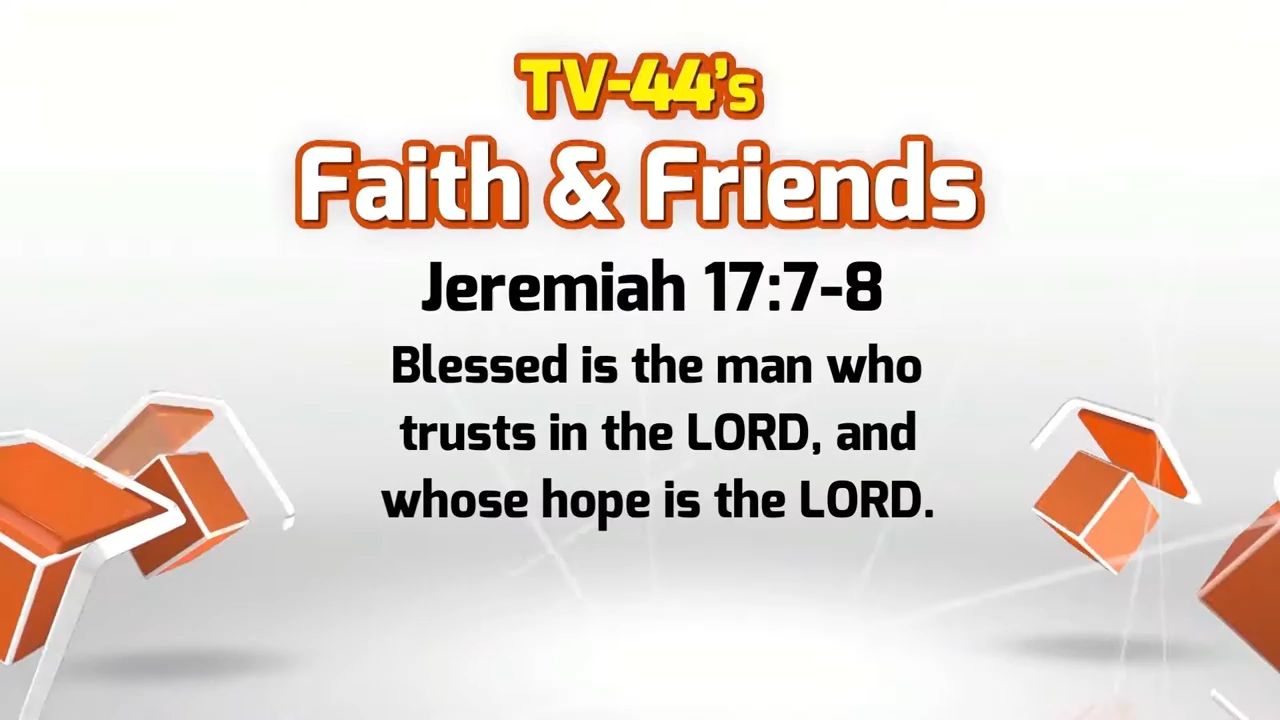 TV-44's
Faith & Friends
Jeremiah 17:7-8
Blessed is the man who
trusts in the LORD, and
whose hope is the LORD.